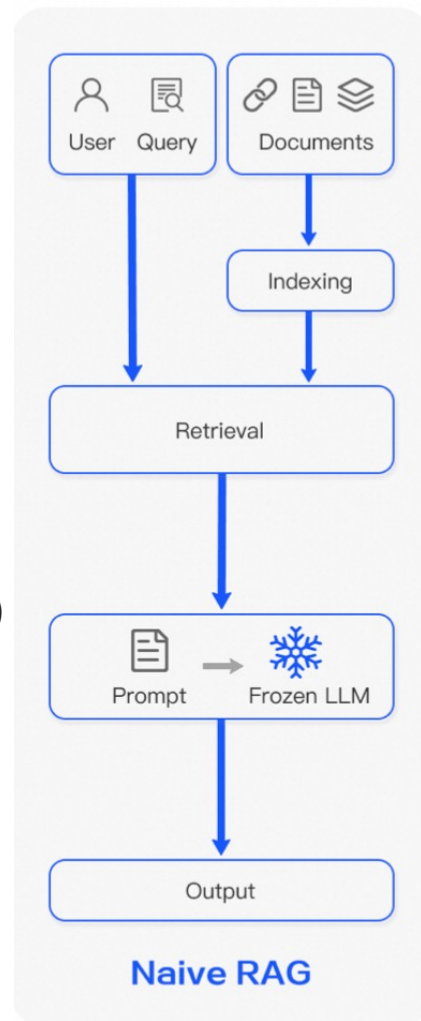 User Query Documents
Indexing
Retrieval
Prompt Frozen LLM
Output
Naive RAG